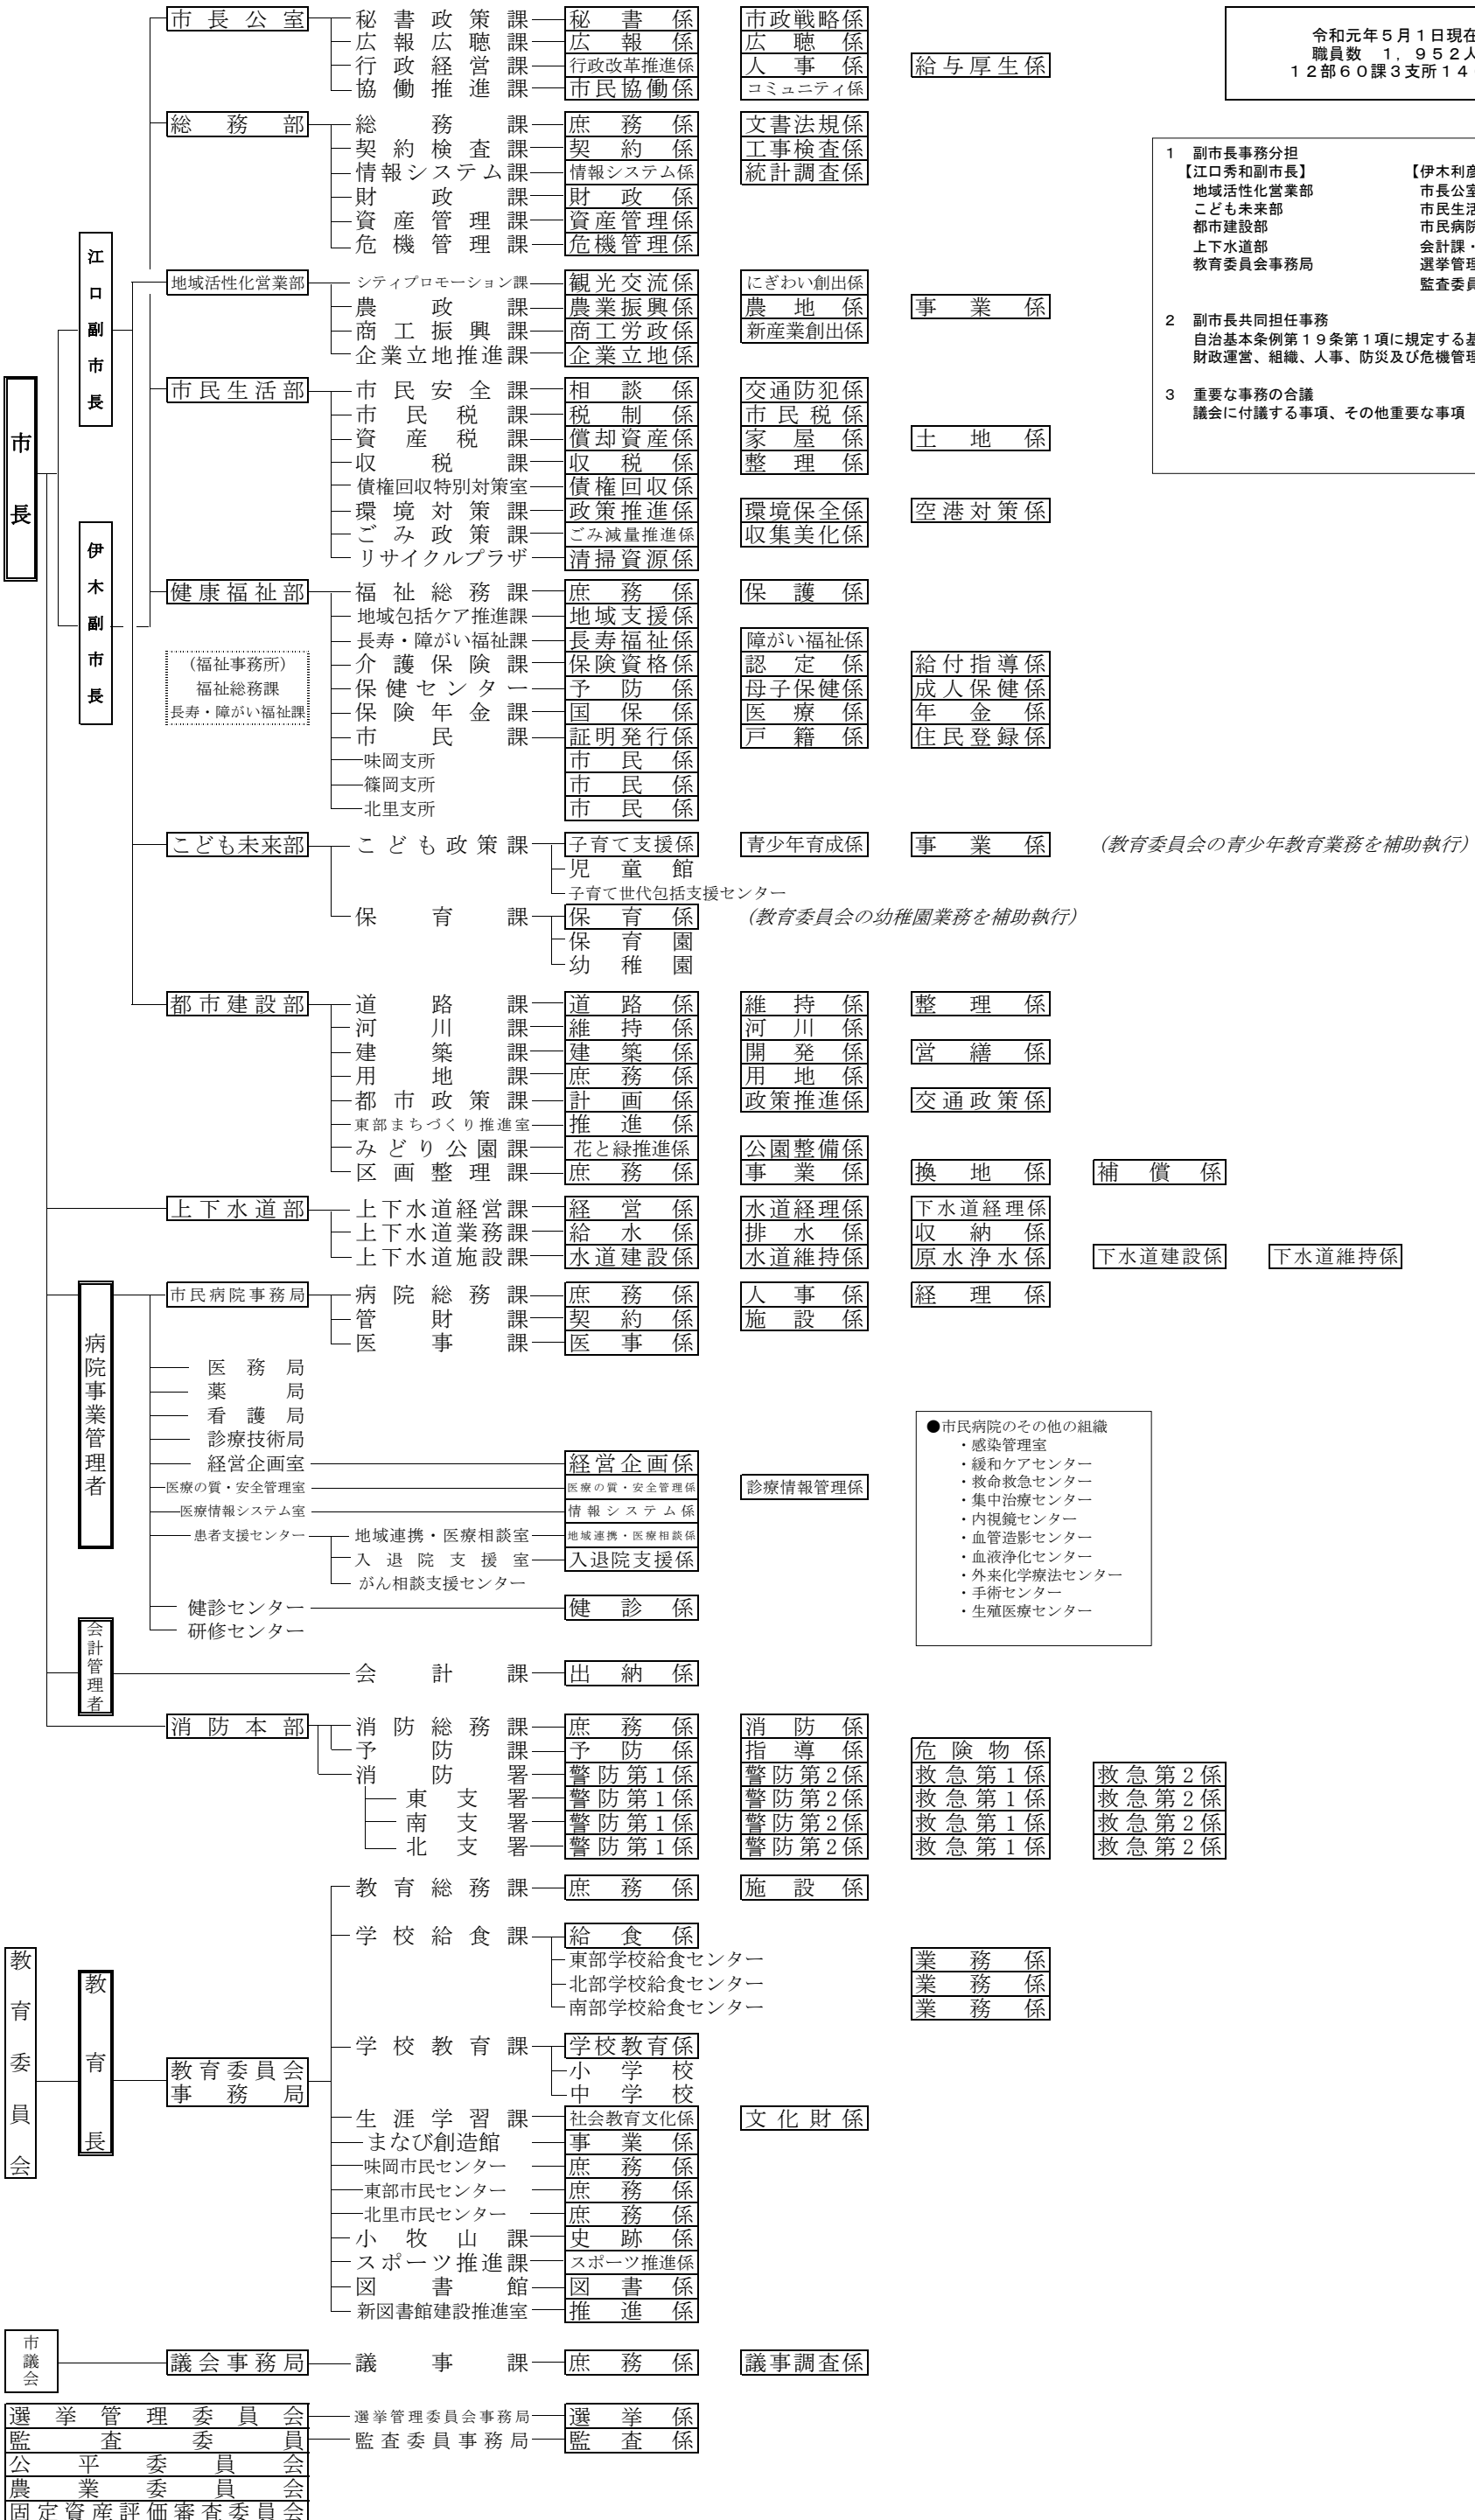 市長公室 秘書政策課 秘書係 市政戦略係
広報広聴課 広報係 広聴係
行政経営課 行政改革推進係 人事係 給与厚生係
協働推進課 市民協働係 コミュニティ係
令和元年5月1日現在
職員数 1,952人
12部60課3支所14
総務部 総務課 庶務係 文書法規係
契約検査課 契約係 工事検査係
情報システム課 情報システム係 統計調査係
財政課 財政係
資産管理課 資産管理係
危機管理課 危機管理係
1 副市長事務分担
【江口秀和副市長】 【伊木利彦
地域活性化営業部 市長公室
こども未来部 市民生活
都市建設部 市民病院
上下水道部 会計課・
教育委員会事務局 選挙管理
監査委員
2 副市長共同担任事務
自治基本条例第19条第1項に規定する基
財政運営、組織、人事、防災及び危機管理
3 重要な事務の合議
議会に付議する事項、その他重要な事項
市長
江口副市長
伊木副市長
地域活性化営業部 シティプロモーション課 観光交流係 にぎわい創出係
農政課 農業振興係 農地係 事業係
商工振興課 商工労政係 新産業創出係
企業立地推進課 企業立地係
市民生活部 市民安全課 相談係 交通防犯係
市民税課 税制係 市民税係
資産税課 償却資産係 家屋係 土地係
収税課 収税係 整理係
債権回収特別対策室 債権回収係
環境対策課 政策推進係 環境保全係 空港対策係
ごみ政策課 ごみ減量推進係 収集美化係
リサイクルプラザ 清掃資源係
健康福祉部 福祉総務課 庶務係 保護係
地域包括ケア推進課 地域支援係
長寿・障がい福祉課 長寿福祉係 障がい福祉係
(福祉事務所) 介護保険課 保険資格係 認定係 給付指導係
福祉総務課 保健センター 予防係 母子保健係 成人保健係
長寿・障がい福祉課 保険年金課 国保係 医療係 年金係
市民課 証明発行係 戸籍係 住民登録係
味岡支所 市民係
篠岡支所 市民係
北里支所 市民係
こども未来部 こども政策課 子育て支援係 青少年育成係 事業係 (教育委員会の青少年教育業務を補助執行)
児童館
子育て世代包括支援センター
保育課 保育係 (教育委員会の幼稚園業務を補助執行)
保育園
幼稚園
都市建設部 道路課 道路係 維持係 整理係
河川課 維持係 河川係
建築課 建築係 開発係 営繕係
用地課 庶務係 用地係
都市政策課 計画係 政策推進係 交通政策係
東部まちづくり推進室 推進係
みどり公園課 花と緑推進係 公園整備係
区画整理課 庶務係 事業係 換地係 補償係
上下水道部 上下水道経営課 経営係 水道経理係 下水道経理係
上下水道業務課 給水係 排水係 収納係
上下水道施設課 水道建設係 水道維持係 原水浄水係 下水道建設係 下水道維持係
病院事業管理者
市民病院事務局 病院総務課 庶務係 人事係 経理係
管財課 契約係 施設係
医事課 医事係
医務局
薬局
看護局
診療技術局
経営企画室 経営企画係
医療の質・安全管理室 医療の質・安全管理係 診療情報管理係
医療情報システム室 情報システム係
患者支援センター 地域連携・医療相談室 地域連携・医療相談係
入退院支援室 入退院支援係
がん相談支援センター
健診センター 健診係
研修センター
●市民病院のその他の組織
・感染管理室
・緩和ケアセンター
・救命救急センター
・集中治療センター
・内視鏡センター
・血管造影センター
・血液浄化センター
・外来化学療法センター
・手術センター
・生殖医療センター
会計管理者 会計課 出納係
消防本部 消防総務課 庶務係 消防係
予防課 予防係 指導係 危険物係
消防署 警防第1係 警防第2係 救急第1係 救急第2係
東支署 警防第1係 警防第2係 救急第1係 救急第2係
南支署 警防第1係 警防第2係 救急第1係 救急第2係
北支署 警防第1係 警防第2係 救急第1係 救急第2係
教育委員会
教育長
教育委員会
事務局
教育総務課 庶務係 施設係
学校給食課 給食係
東部学校給食センター 業務係
北部学校給食センター 業務係
南部学校給食センター 業務係
学校教育課 学校教育係
小学校
中学校
生涯学習課 社会教育文化係 文化財係
まなび創造館 事業係
味岡市民センター 庶務係
東部市民センター 庶務係
北里市民センター 庶務係
小牧山課 史跡係
スポーツ推進課 スポーツ推進係
図書館 図書係
新図書館建設推進室 推進係
市議会 議会事務局 議事課 庶務係 議事調査係
選挙管理委員会 選挙管理委員会事務局 選挙係
監査委員 監査委員事務局 監査係
公平委員会
農業委員会
固定資産評価審査委員会